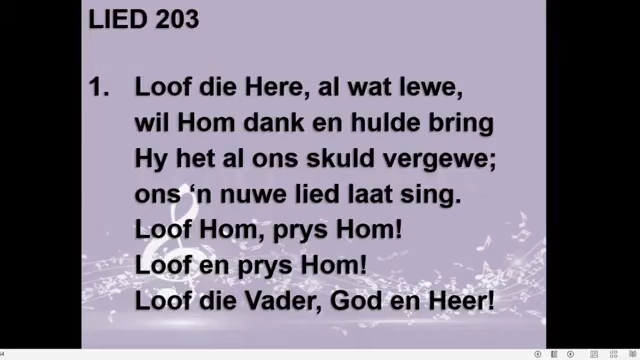 LIED 203
1. Loof die Here, al wat lewe,
wil Hom dank en hulde bring
Hy het al ons skuld vergewe;
ons ‘n nuwe lied laat sing.
Loof Hom, prys Hom!
Loof en prys Hom!
Loof die Vader, God en Heer!